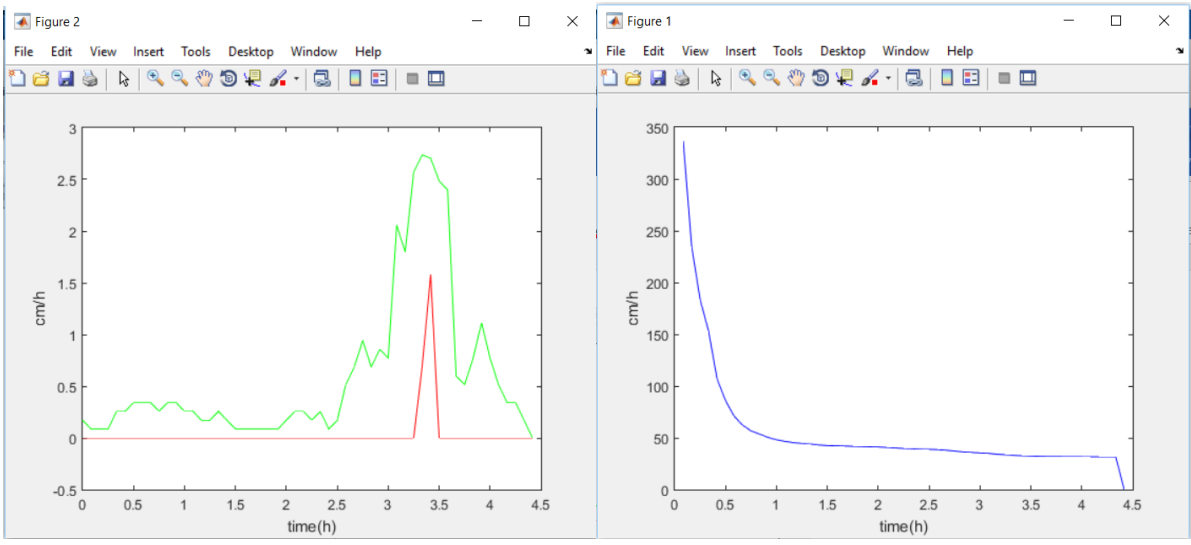 Figure 2
File Edit View Insert Tools Desktop Window Help
3
2.5
2
1.5
1
0.5
0
-0.5
cm/h
0 0.5 1 1.5 2 2.5 3 3.5 4 4.5
time(h)
Figure 1
File Edit View Insert Tools Desktop Window Help
350
300
250
200
150
100
50
0
cm/h
0 0.5 1 1.5 2 2.5 3 3.5 4 4.5
time(h)